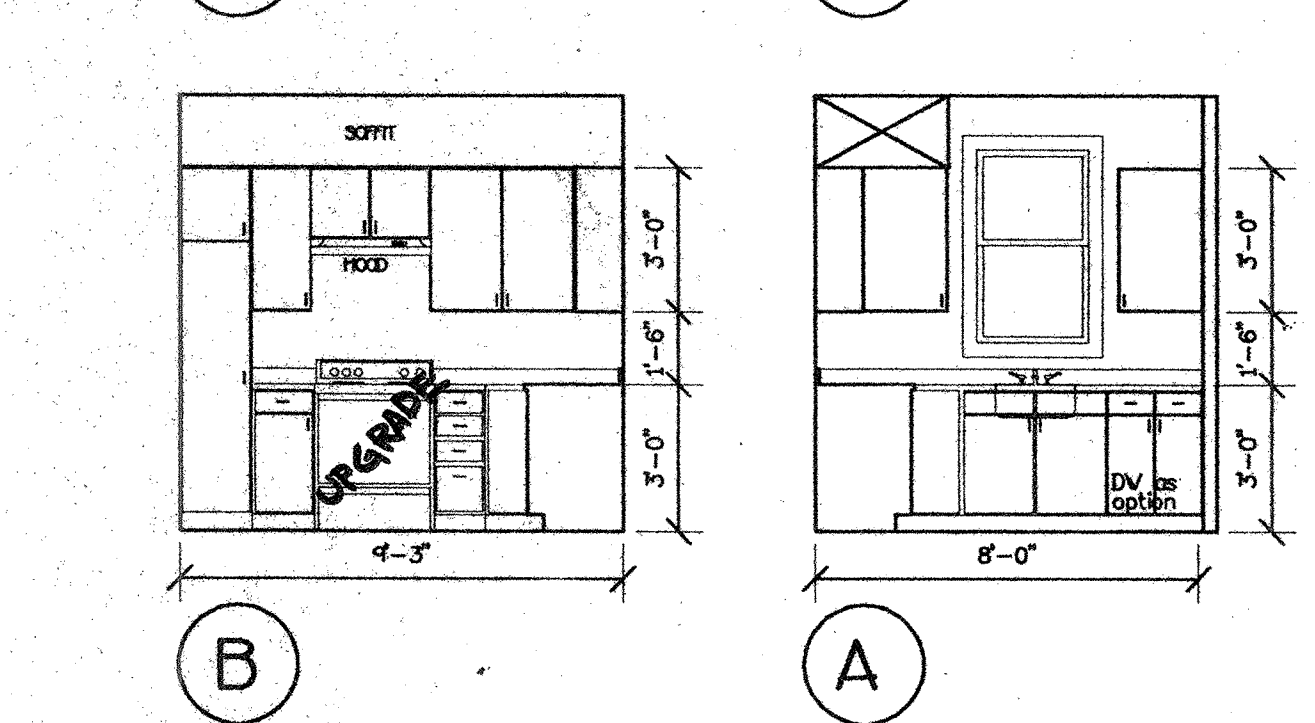 SOFFIT
HOOD
UPGRADE
3'-0"
1'-6"
3'-0"
9'-3"
B
3'-0"
1'-6"
3'-0"
DW as
option
8'-0"
A